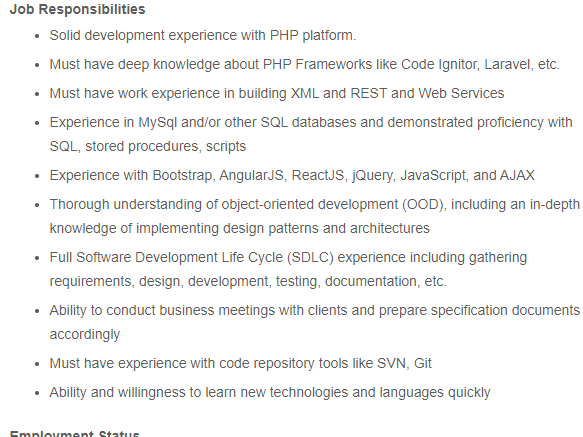 Job Responsibilities
Solid development experience with PHP platform.
Must have deep knowledge about PHP Frameworks like Code Ignitor, Laravel, etc.
Must have work experience in building XML and REST and Web Services
Experience in MySql and/or other SQL databases and demonstrated proficiency with
SQL, stored procedures, scripts
Experience with Bootstrap, AngularJS, ReactJS, jQuery, JavaScript, and AJAX
Thorough understanding of object-oriented development (OOD), including an in-depth
knowledge of implementing design patterns and architectures
Full Software Development Life Cycle (SDLC) experience including gathering
requirements, design, development, testing, documentation, etc.
Ability to conduct business meetings with clients and prepare specification documents
accordingly
Must have experience with code repository tools like SVN, Git
Ability and willingness to learn new technologies and languages quickly
Employment Status